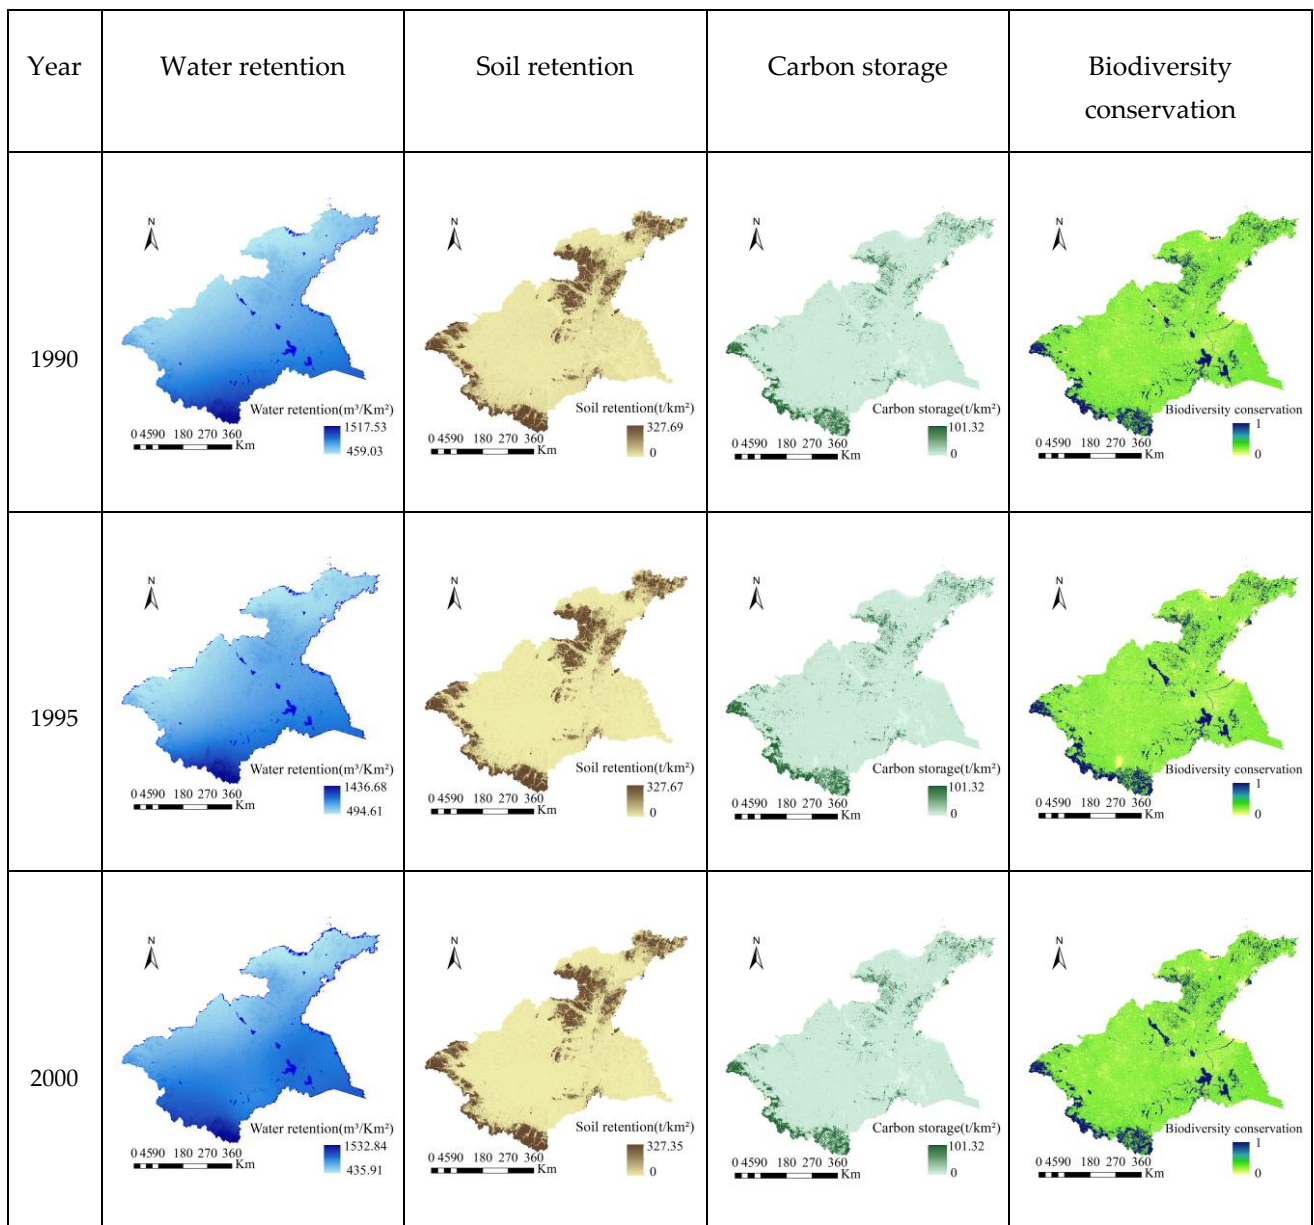 Year
Water retention
Soil retention
Carbon storage
Biodiversity
conservation
1990
N
Water retention(m³/Km²)
1517.53
459.03
0 4590 180 270 360
Km
N
Soil retention(t/km²)
327.69
0
0 4590 180 270 360
Km
N
Carbon storage(t/km²)
101.32
0
0 4590 180 270 360
Km
N
Biodiversity conservation
1
0
0 4590 180 270 360
Km
1995
N
Water retention(m³/Km²)
1436.68
494.61
0 4590 180 270 360
Km
N
Soil retention(t/km²)
327.67
0
0 4590 180 270 360
Km
N
Carbon storage(t/km²)
101.32
0
0 4590 180 270 360
Km
N
Biodiversity conservation
1
0
0 4590 180 270 360
Km
2000
N
Water retention(m³/Km²)
1532.84
435.91
0 4590 180 270 360
Km
N
Soil retention(t/km²)
327.35
0
0 4590 180 270 360
Km
N
Carbon storage(t/km²)
101.32
0
0 4590 180 270 360
Km
N
Biodiversity conservation
1
0
0 4590 180 270 360
Km